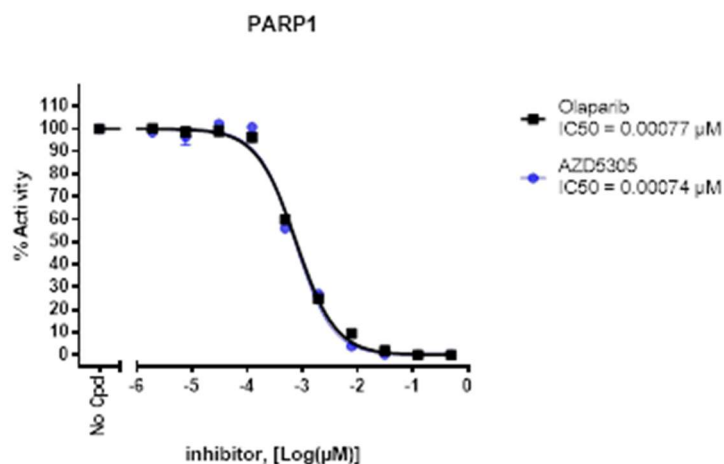 PARP1
110
100
90
80
70
60
50
40
30
20
10
0
% Activity
No Cpd
-6 -5 -4 -3 -2 -1 0
inhibitor, [Log(µM)]
Olaparib
IC50 = 0.00077 µM
AZD5305
IC50 = 0.00074 µM